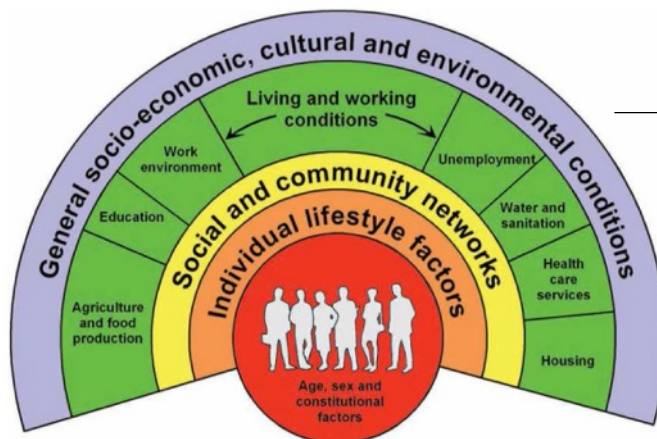 General socio-economic, cultural and environmental conditions
Living and working
conditions
Work
environment
Unemployment
Education
Water and
sanitation
Agriculture
and food
production
Health
care
services
Housing
Social and community networks
Individual lifestyle factors
Age, sex and
constitutional
factors